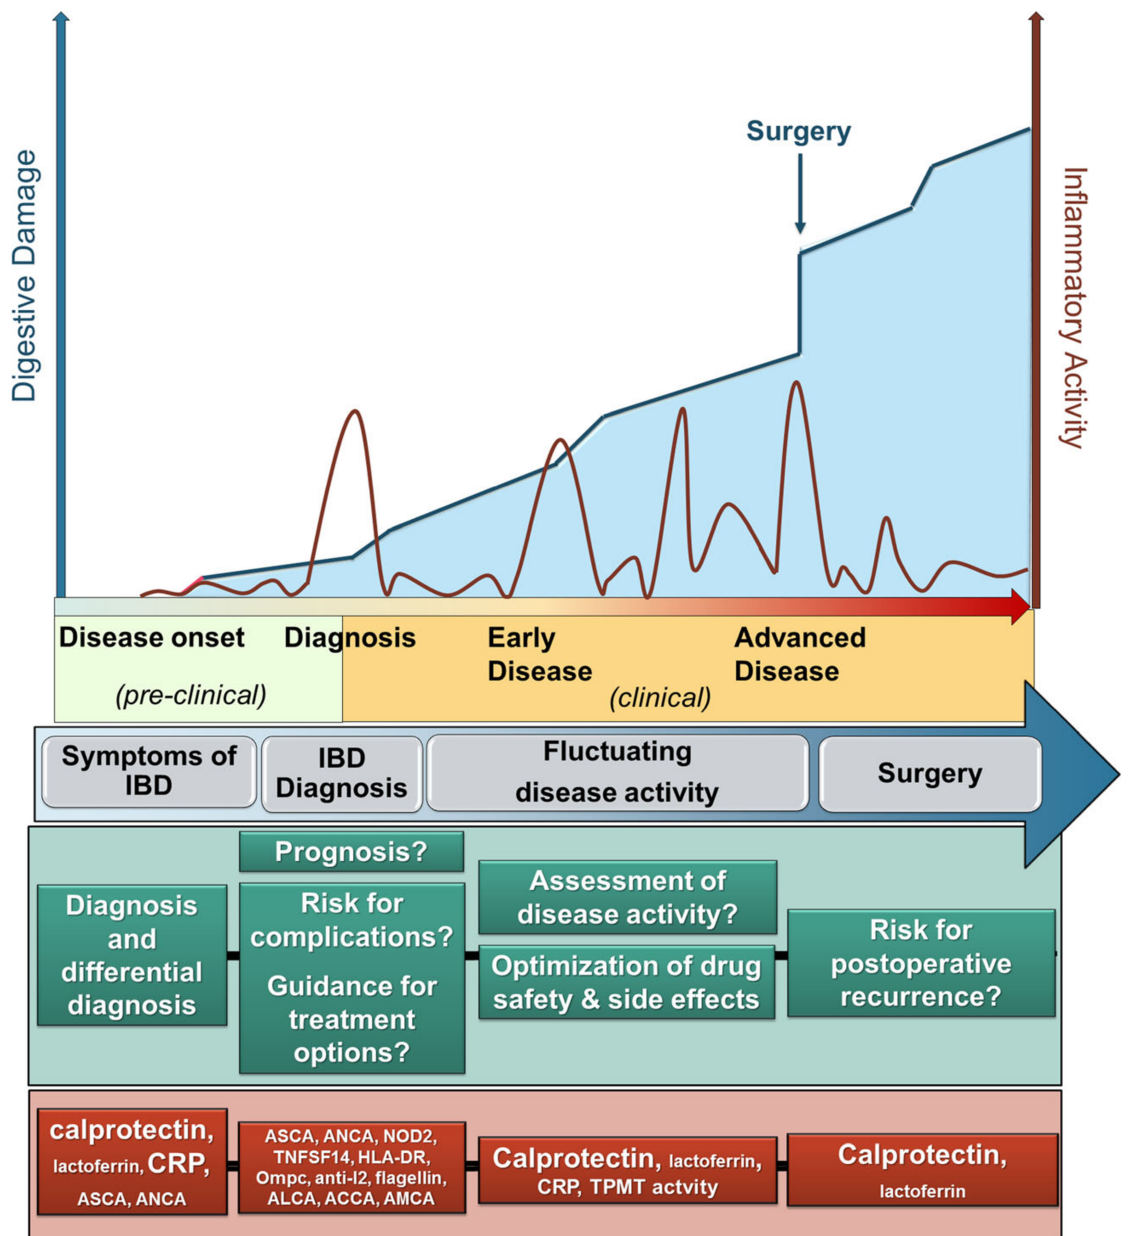 Surgery
Digestive Damage
Inflammatory Activity
Disease onset
Diagnosis
Early
Disease
Advanced
Disease
(pre-clinical)
(clinical)
Symptoms of
IBD
IBD
Diagnosis
Fluctuating
disease activity
Surgery
Diagnosis
and
differential
diagnosis
Prognosis?
Risk for
complications?
Guidance for
treatment
options?
Assessment of
disease activity?
Optimization of drug
safety & side effects
Risk for
postoperative
recurrence?
calprotectin,
lactoferrin, CRP,
ASCA, ANCA
ASCA, ANCA, NOD2,
TNFSF14, HLA-DR,
Ompc, anti-I2, flagellin,
ALCA, ACCA, AMCA
Calprotectin, lactoferrin,
CRP, TPMT actvity
Calprotectin,
lactoferrin